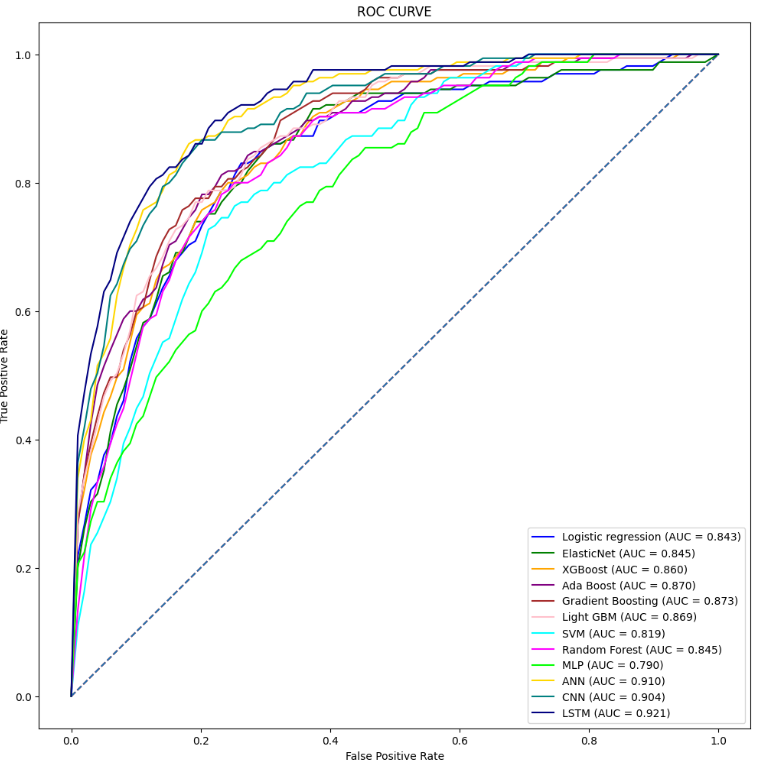 ROC CURVE
1.0
0.8
0.6
0.4
0.2
0.0
True Positive Rate
0.0 0.2 0.4 0.6 0.8 1.0
False Positive Rate
Logistic regression (AUC = 0.843)
ElasticNet (AUC = 0.845)
XGBoost (AUC = 0.860)
Ada Boost (AUC = 0.870)
Gradient Boosting (AUC = 0.873)
Light GBM (AUC = 0.869)
SVM (AUC = 0.819)
Random Forest (AUC = 0.845)
MLP (AUC = 0.790)
ANN (AUC = 0.910)
CNN (AUC = 0.904)
LSTM (AUC = 0.921)